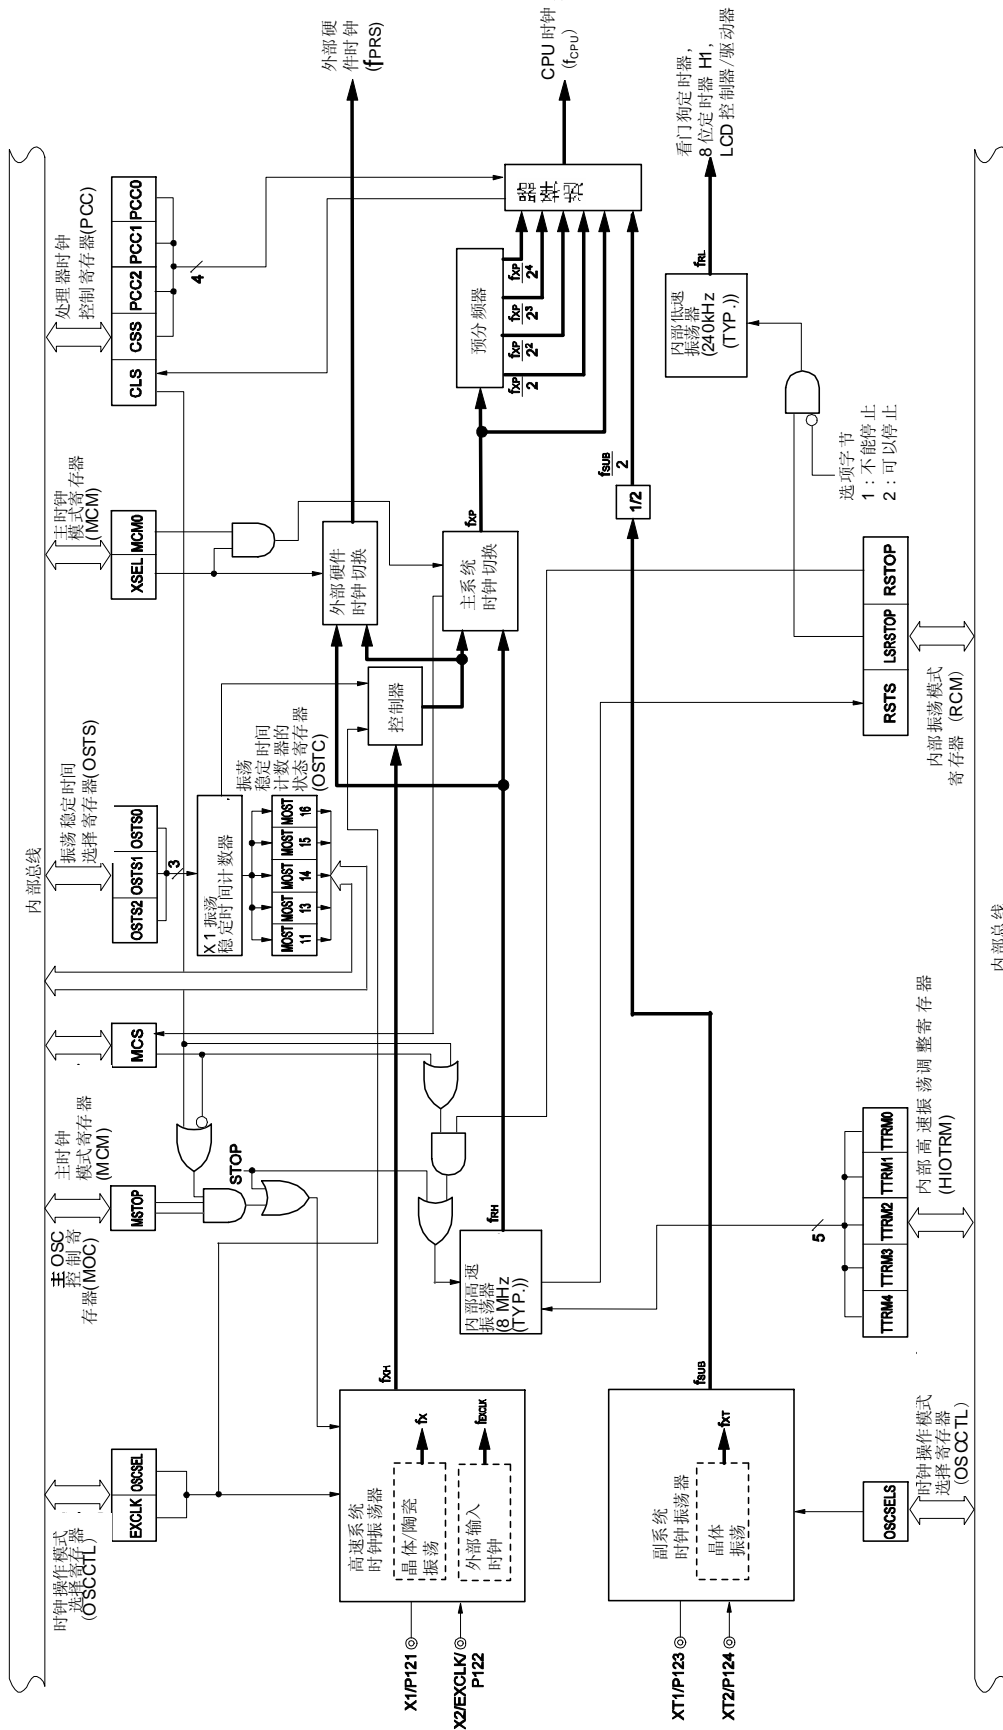 内部总线
时钟操作模式
选择寄存器
(OSCCTL)
EXCLK
OSCSEL
主OSC
控制寄
存器(MOC)
MSTOP
主时钟
模式寄存器
(MCM)
MCS
STOP
振荡稳定时间
选择寄存器(OSTS)
OSTS2
OSTS1
OSTS0
3
X1振荡
稳定时间计数器
振荡
稳定时间
计数器的
状态寄存器
(OSTC)
MOST
11
MOST
13
MOST
14
MOST
15
MOST
16
主时钟
模式寄存器
(MCM)
XSEL
MCM0
处理器时钟
控制寄存器(PCC)
CLS
CSS
PCC2
PCC1
PCC0
4
X1/P121
X2/EXCLK/
P122
高速系统
时钟振荡器
晶体/陶瓷
振荡
fX
外部输入
时钟
fEXCLK
fXH
控制器
外部硬件
时钟切换
外部硬
件时钟
(fPRS)
内部高速
振荡器
(8 MHz
(TYP.))
fRH
主系统
时钟切换
fXP
预分频器
fXP
2
fXP
2²
fXP
2³
fXP
2⁴
选
择
器
CPU 时钟
(fCPU)
XT1/P123
XT2/P124
副系统
时钟振荡器
晶体
振荡
fXT
fSUB
1/2
fSUB
2
内部低速
振荡器
(240kHz
(TYP.))
fRL
看门狗定时器,
8 位定时器 H1,
LCD 控制器/驱动器
选项字节
1：不能停止
2：可以停止
OSCSELS
时钟操作模式
选择寄存器
(OSCCTL)
5
TTRM4
TTRM3
TTRM2
TTRM1
TTRM0
内部高速振荡调整寄存器
(HIOTRM)
RSTS
LSRSTOP
RSTOP
内部振荡模式
寄存器 (RCM)
内部总线